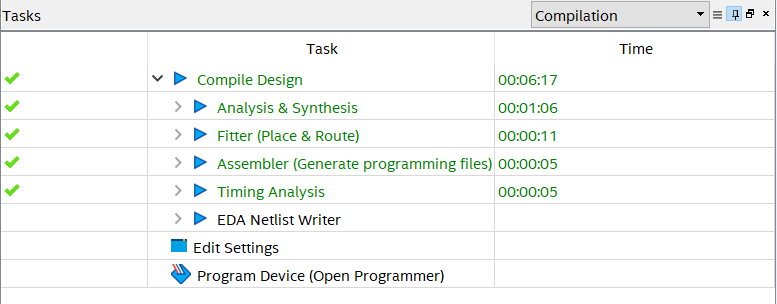 Tasks Compilation
Task Time
Compile Design 00:06:17
Analysis & Synthesis 00:01:06
Fitter (Place & Route) 00:00:11
Assembler (Generate programming files) 00:00:05
Timing Analysis 00:00:05
EDA Netlist Writer
Edit Settings
Program Device (Open Programmer)